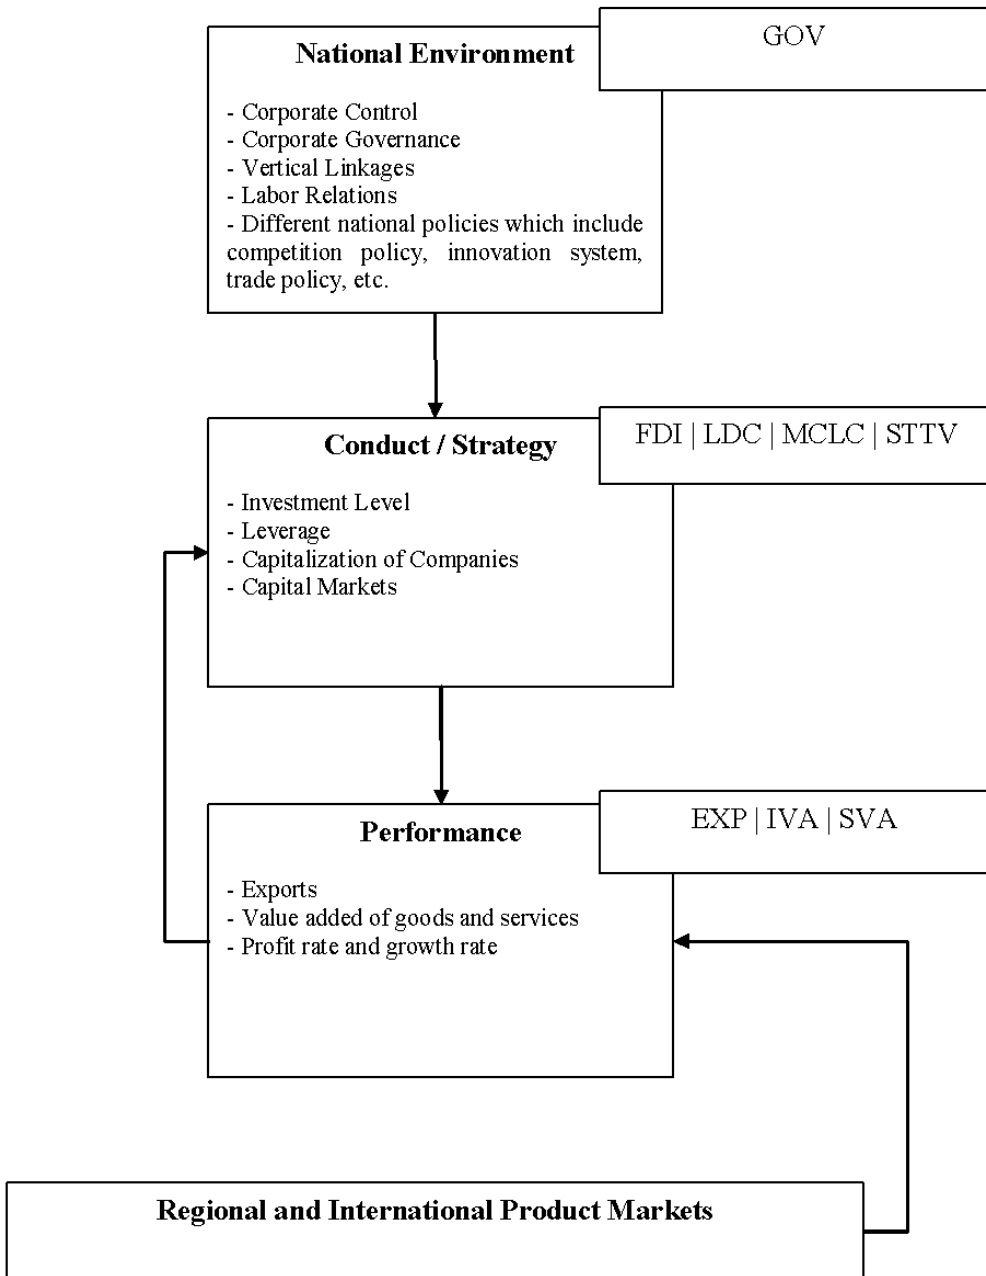 GOV
National Environment
- Corporate Control
- Corporate Governance
- Vertical Linkages
- Labor Relations
- Different national policies which include
competition policy, innovation system,
trade policy, etc.
FDI | LDC | MCLC | STTV
Conduct / Strategy
- Investment Level
- Leverage
- Capitalization of Companies
- Capital Markets
EXP | IVA | SVA
Performance
- Exports
- Value added of goods and services
- Profit rate and growth rate
Regional and International Product Markets